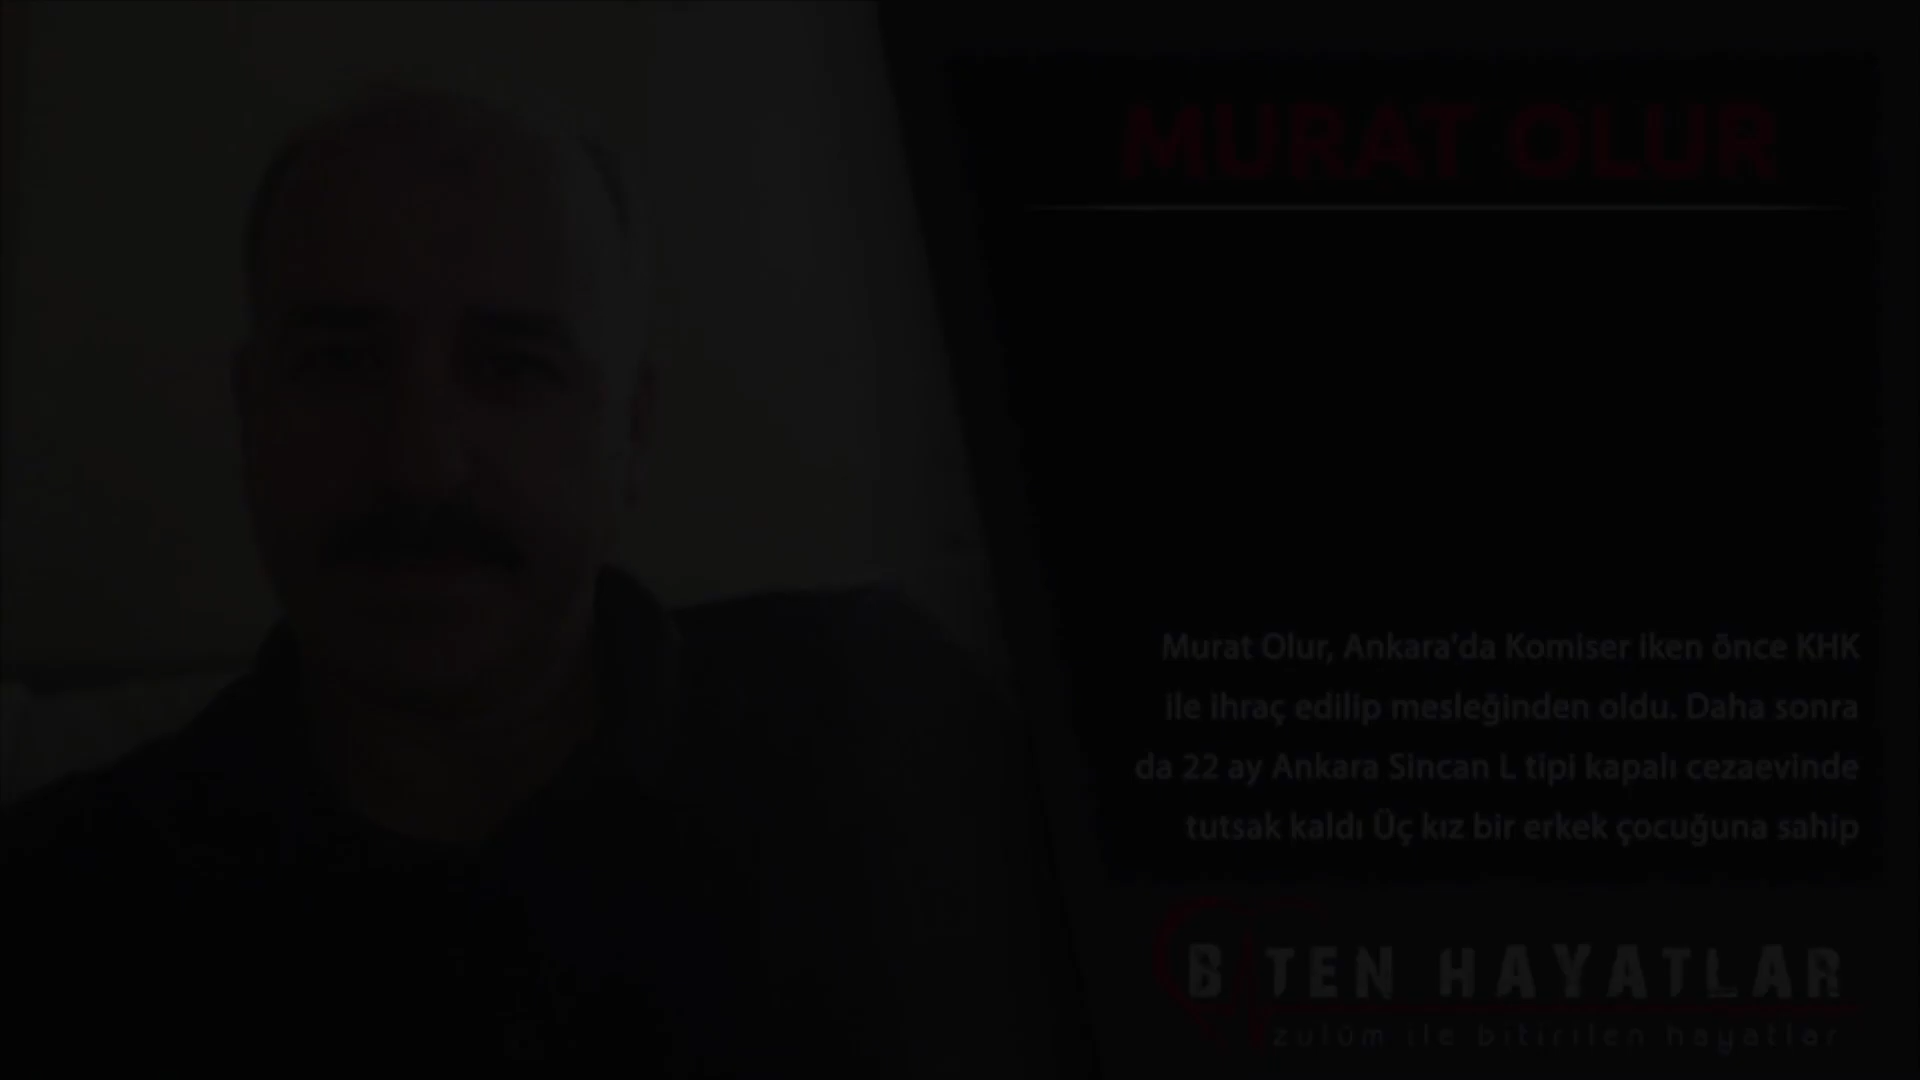 MURAT OLUR
Murat Olur, Ankara'da Komiser iken önce KHK
ile ihraç edilip mesleğinden oldu. Daha sonra
da 22 ay Ankara Sincan L tipi kapalı cezaevinde
tutsak kaldı Üç kız bir erkek çocuğuna sahip
BİTEN HAYATLAR
zulüm ile bitirilen hayatlar